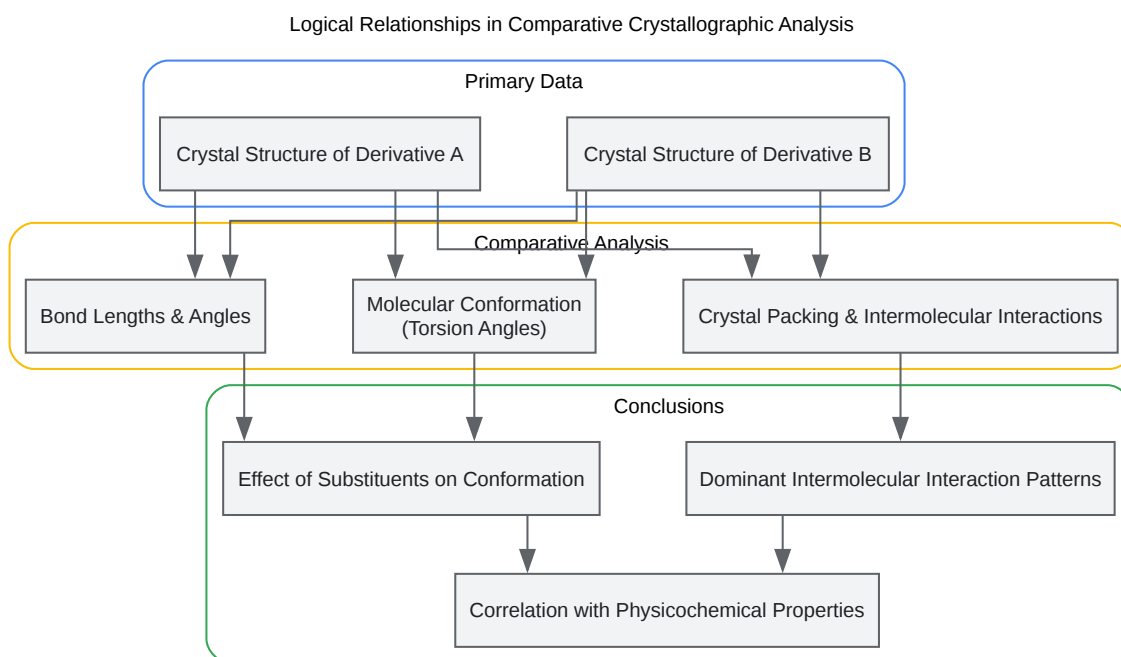 Logical Relationships in Comparative Crystallographic Analysis
Primary Data
Crystal Structure of Derivative A
Crystal Structure of Derivative B
Comparative Analysis
Bond Lengths & Angles
Molecular Conformation
(Torsion Angles)
Crystal Packing & Intermolecular Interactions
Conclusions
Effect of Substituents on Conformation
Dominant Intermolecular Interaction Patterns
Correlation with Physicochemical Properties